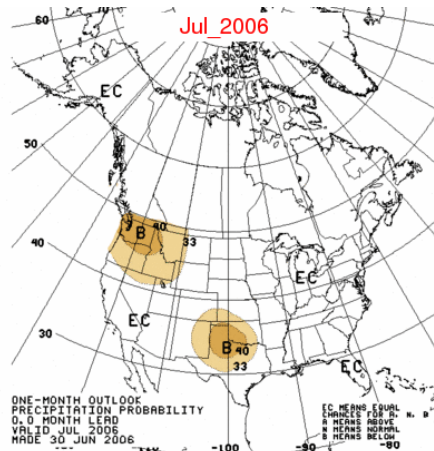 Jul_2006
60
70
EC
50
40
B
40
33
EC
EC
30
B 40
33
EC
ONE-MONTH OUTLOOK
PRECIPITATION PROBABILITY
0.0 MONTH LEAD
VALID JUL 2006
MADE 30 JUN 2006
-100
-90
-80
EC MEANS EQUAL
CHANCES FOR A, N, B
A MEANS ABOVE
N MEANS NORMAL
B MEANS BELOW